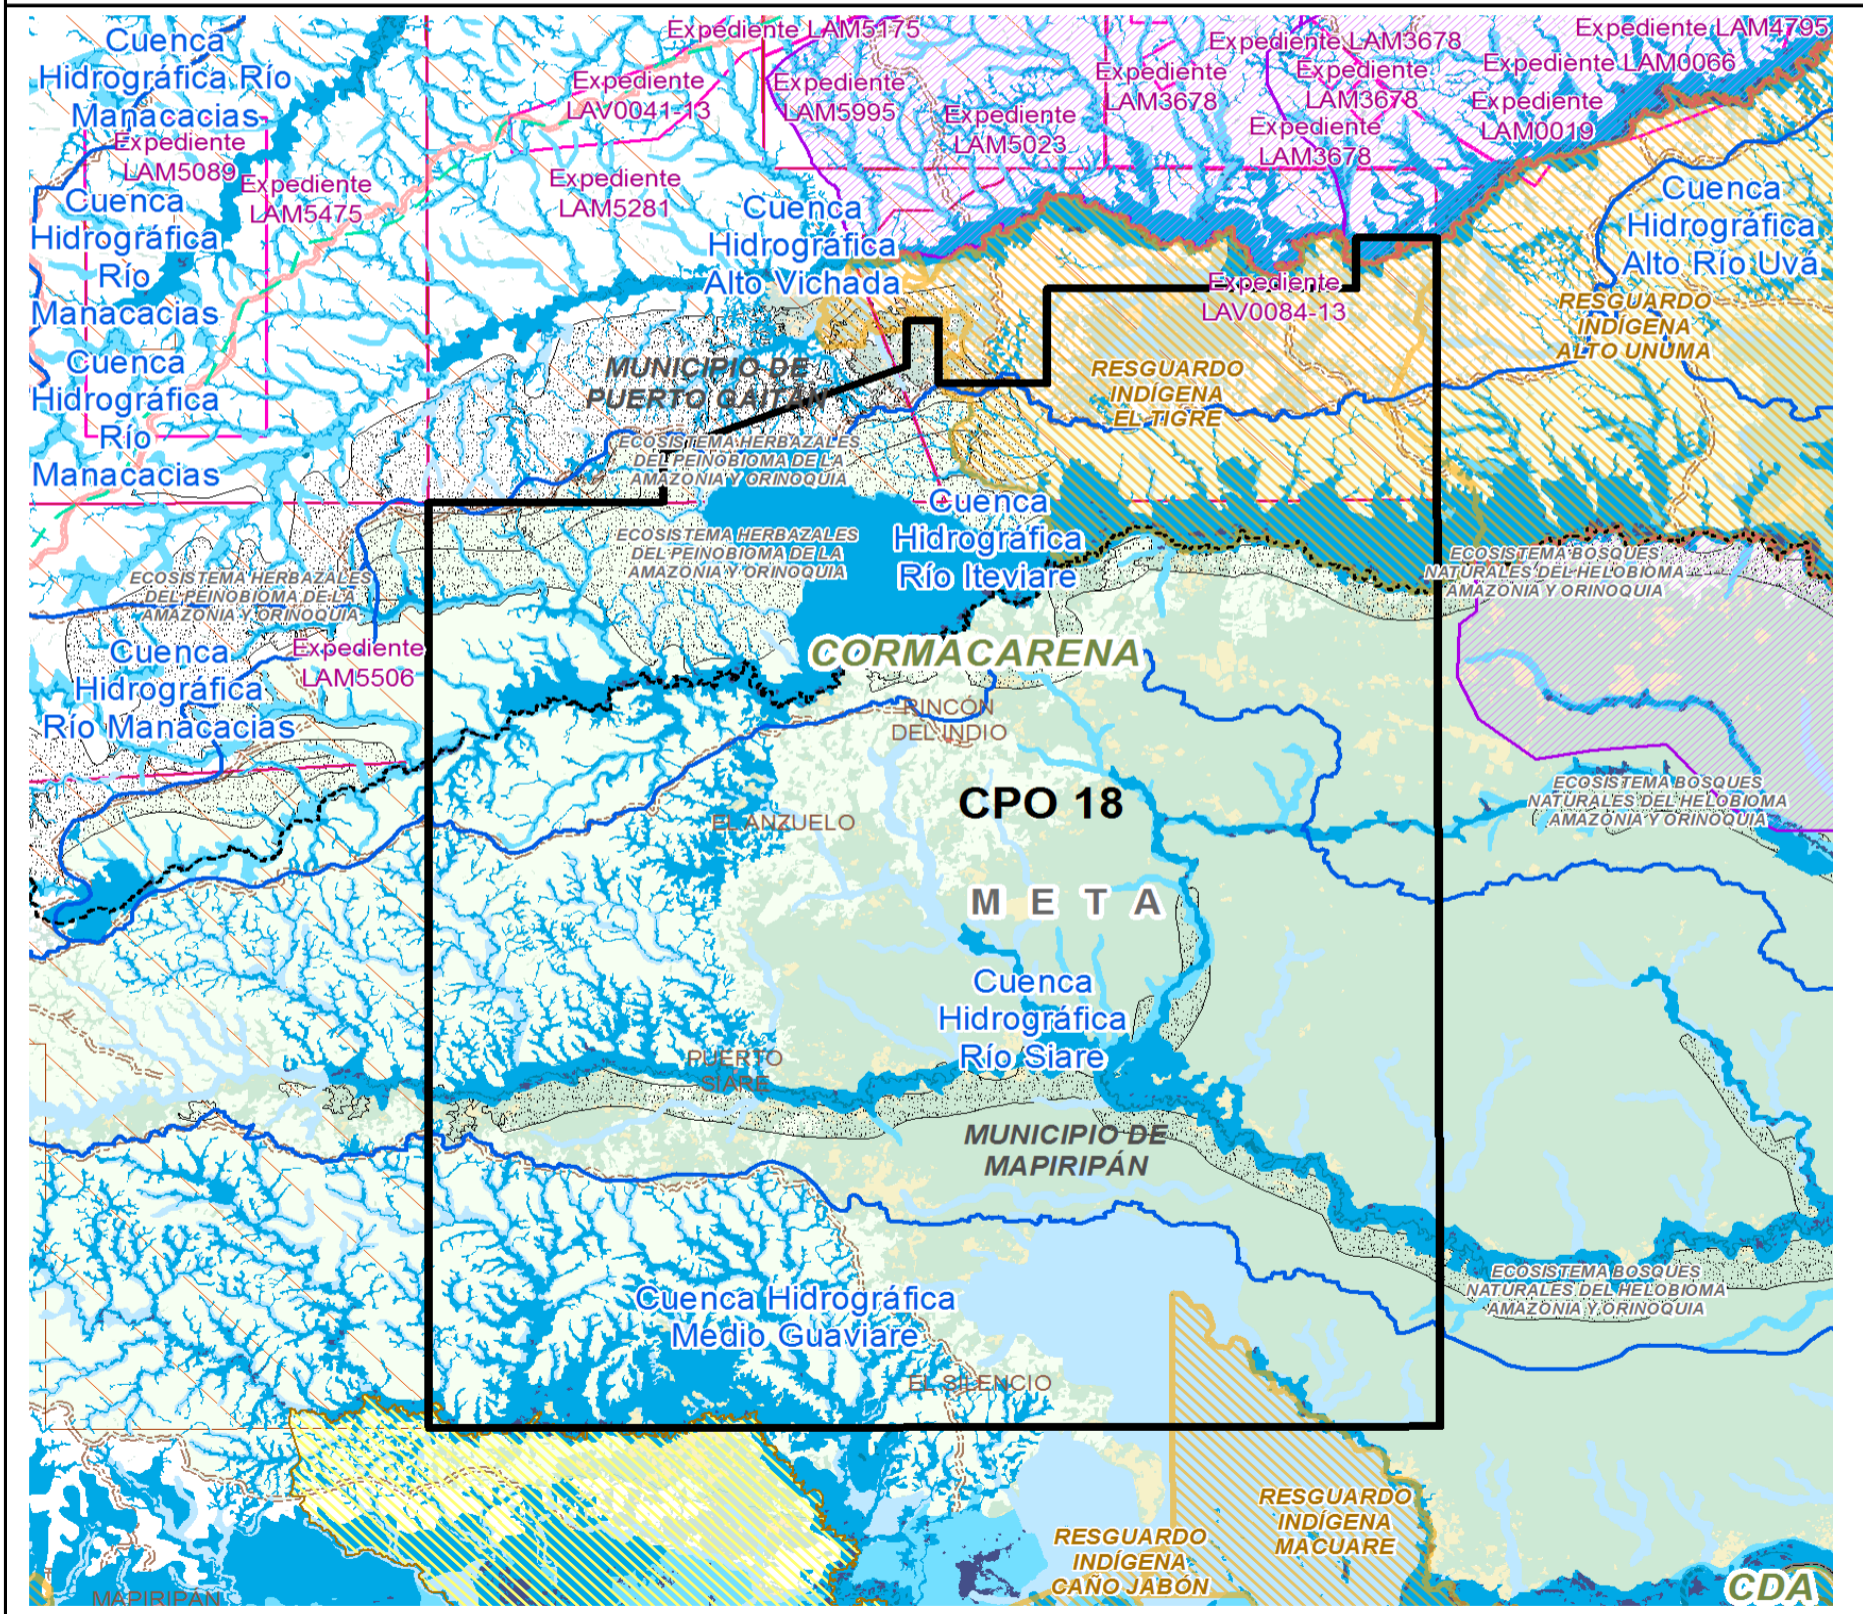 Expediente LAM5175
Expediente LAM4795
Cuenca
Hidrográfica Río
Manacacias
Expediente LAM3678
Expediente LAM0066
Expediente
LAV0041-13
Expediente
LAM5995
Expediente
LAM3678
Expediente
LAM3678
Expediente
LAM0019
Expediente
LAM5023
Expediente
LAM3678
Expediente
LAM5089
Expediente
LAM5475
Expediente
LAM5281
Cuenca
Hidrográfica
Río
Manacacias
Cuenca
Hidrográfica
Alto Vichada
Cuenca
Hidrográfica
Alto Río Uvá
Expediente
LAV0084-13
RESGUARDO
INDÍGENA
ALTO UNUMA
Cuenca
Hidrográfica
Río
Manacacias
MUNICIPIO DE
PUERTO GAITÁN
RESGUARDO
INDÍGENA
EL TIGRE
ECOSISTEMA HERBAZALES
DEL PEINOBIOMA DE LA
AMAZONIA Y ORINOQUIA
Cuenca
Hidrográfica
Río Iteviare
ECOSISTEMA HERBAZALES
DEL PEINOBIOMA DE LA
AMAZONIA Y ORINOQUIA
ECOSISTEMA BOSQUES
NATURALES DEL HELOBIOMA
AMAZONIA Y ORINOQUIA
ECOSISTEMA HERBAZALES
DEL PEINOBIOMA DE LA
AMAZONIA Y ORINOQUIA
Expediente
LAM5506
CORMACARENA
Cuenca
Hidrográfica
Río Manacacias
RINCÓN
DEL INDIO
CPO 18
EL ANZUELO
ECOSISTEMA BOSQUES
NATURALES DEL HELOBIOMA
AMAZONIA Y ORINOQUIA
M E T A
Cuenca
Hidrográfica
Río Siare
PUERTO
SIARE
MUNICIPIO DE
MAPIRIPÁN
Cuenca Hidrográfica
Medio Guaviare
ECOSISTEMA BOSQUES
NATURALES DEL HELOBIOMA
AMAZONIA Y ORINOQUIA
EL SILENCIO
RESGUARDO
INDÍGENA
MACUARE
RESGUARDO
INDÍGENA
CAÑO JABÓN
MAPIRIPÁN
CDA